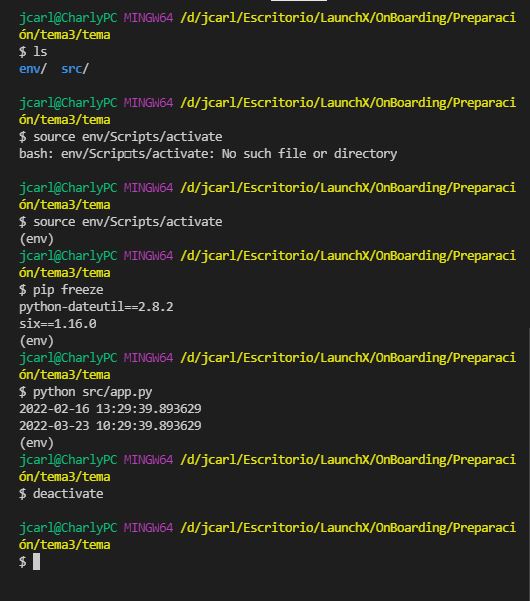 jcarl@CharlyPC MINGW64 /d/jcarl/Escritorio/LaunchX/OnBoarding/Preparaci
ón/tema3/tema
$ ls
env/  src/
jcarl@CharlyPC MINGW64 /d/jcarl/Escritorio/LaunchX/OnBoarding/Preparaci
ón/tema3/tema
$ source env/Scripts/activate
bash: env/Scrip□ts/activate: No such file or directory
jcarl@CharlyPC MINGW64 /d/jcarl/Escritorio/LaunchX/OnBoarding/Preparaci
ón/tema3/tema
$ source env/Scripts/activate
(env)
jcarl@CharlyPC MINGW64 /d/jcarl/Escritorio/LaunchX/OnBoarding/Preparaci
ón/tema3/tema
$ pip freeze
python-dateutil==2.8.2
six==1.16.0
(env)
jcarl@CharlyPC MINGW64 /d/jcarl/Escritorio/LaunchX/OnBoarding/Preparaci
ón/tema3/tema
$ python src/app.py
2022-02-16 13:29:39.893629
2022-03-23 10:29:39.893629
(env)
jcarl@CharlyPC MINGW64 /d/jcarl/Escritorio/LaunchX/OnBoarding/Preparaci
ón/tema3/tema
$ deactivate
jcarl@CharlyPC MINGW64 /d/jcarl/Escritorio/LaunchX/OnBoarding/Preparaci
ón/tema3/tema
$